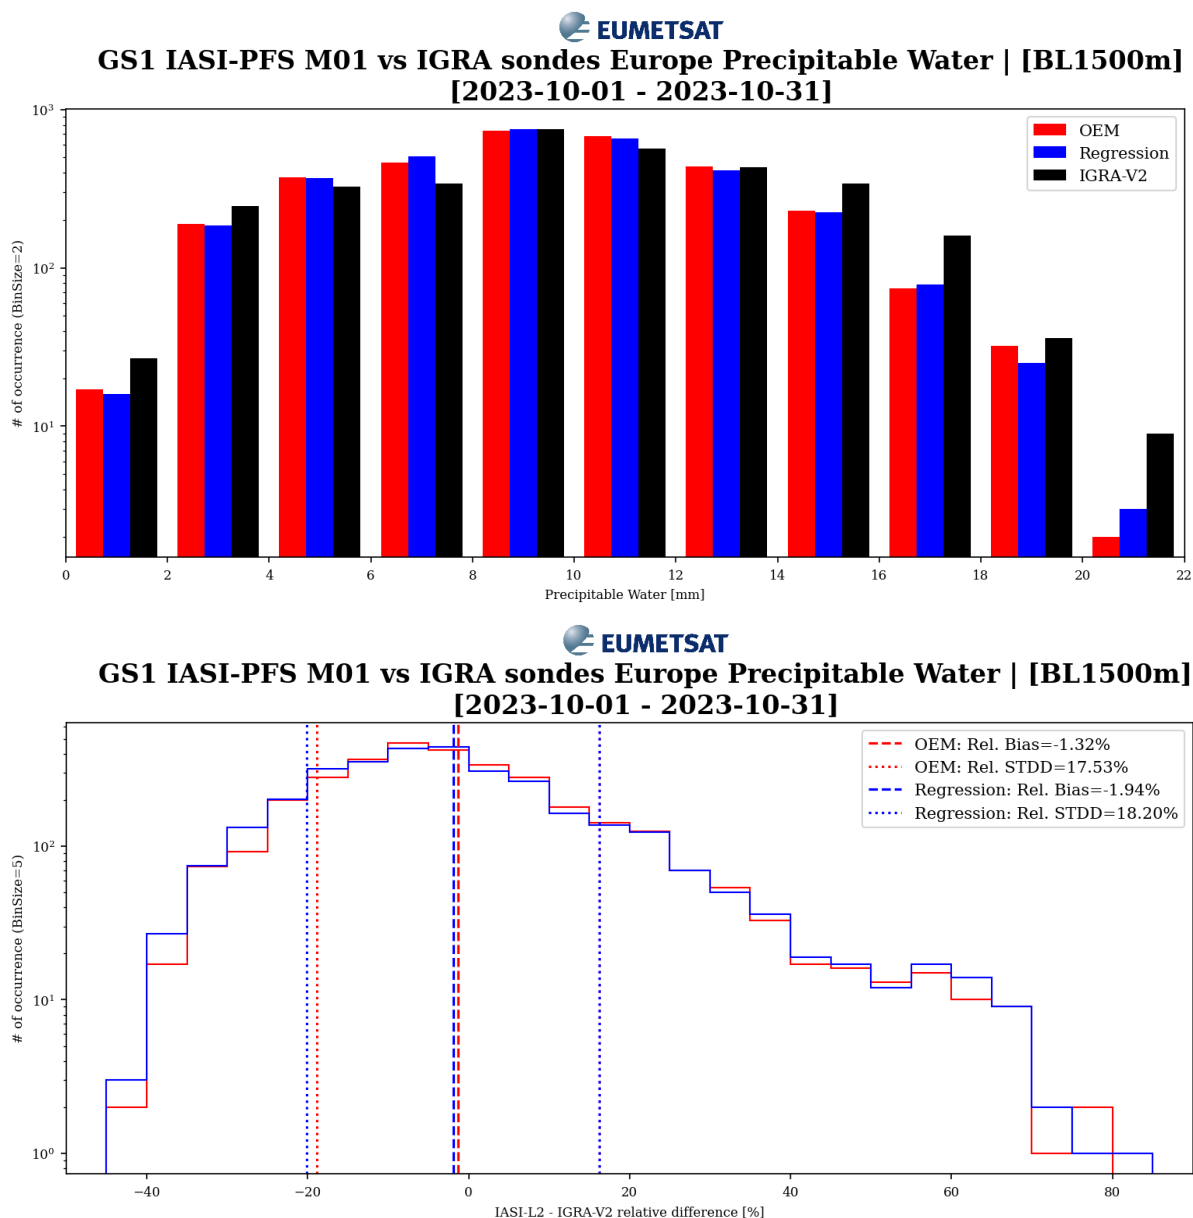 EUMETSAT
GS1 IASI-PFS M01 vs IGRA sondes Europe Precipitable Water | [BL1500m]
[2023-10-01 - 2023-10-31]
10³
10²
10¹
# of occurrence (BinSize=2)
OEM
Regression
IGRA-V2
0 2 4 6 8 10 12 14 16 18 20 22
Precipitable Water [mm]
EUMETSAT
GS1 IASI-PFS M01 vs IGRA sondes Europe Precipitable Water | [BL1500m]
[2023-10-01 - 2023-10-31]
10²
10¹
10⁰
# of occurrence (BinSize=5)
OEM: Rel. Bias=-1.32%
OEM: Rel. STDD=17.53%
Regression: Rel. Bias=-1.94%
Regression: Rel. STDD=18.20%
−40 −20 0 20 40 60 80
IASI-L2 - IGRA-V2 relative difference [%]